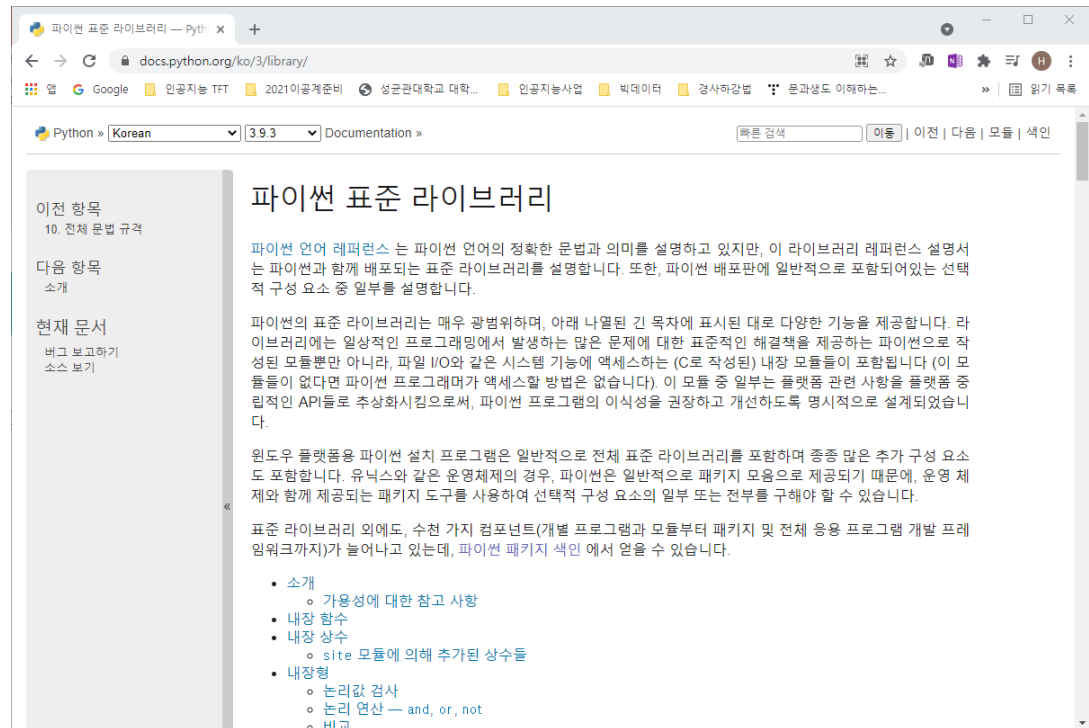 파이썬 표준 라이브러리 — Pyth
docs.python.org/ko/3/library/
앱 Google 인공지능 TFT 2021이공계준비 성균관대학교 대학... 인공지능사업 빅데이터 경사하강법 문과생도 이해하는... » 읽기 목록
Python » Korean 3.9.3 Documentation » 빠른 검색 이동 | 이전 | 다음 | 모듈 | 색인
이전 항목
10. 전체 문법 규격
다음 항목
소개
현재 문서
버그 보고하기
소스 보기
«
파이썬 표준 라이브러리
파이썬 언어 레퍼런스 는 파이썬 언어의 정확한 문법과 의미를 설명하고 있지만, 이 라이브러리 레퍼런스 설명서
는 파이썬과 함께 배포되는 표준 라이브러리를 설명합니다. 또한, 파이썬 배포판에 일반적으로 포함되어있는 선택
적 구성 요소 중 일부를 설명합니다.
파이썬의 표준 라이브러리는 매우 광범위하며, 아래 나열된 긴 목차에 표시된 대로 다양한 기능을 제공합니다. 라
이브러리에는 일상적인 프로그래밍에서 발생하는 많은 문제에 대한 표준적인 해결책을 제공하는 파이썬으로 작
성된 모듈뿐만 아니라, 파일 I/O와 같은 시스템 기능에 액세스하는 (C로 작성된) 내장 모듈들이 포함됩니다 (이 모
듈들이 없다면 파이썬 프로그래머가 액세스할 방법은 없습니다). 이 모듈 중 일부는 플랫폼 관련 사항을 플랫폼 중
립적인 API들로 추상화시킴으로써, 파이썬 프로그램의 이식성을 권장하고 개선하도록 명시적으로 설계되었습니
다.
윈도우 플랫폼용 파이썬 설치 프로그램은 일반적으로 전체 표준 라이브러리를 포함하며 종종 많은 추가 구성 요소
도 포함합니다. 유닉스와 같은 운영체제의 경우, 파이썬은 일반적으로 패키지 모음으로 제공되기 때문에, 운영 체
제와 함께 제공되는 패키지 도구를 사용하여 선택적 구성 요소의 일부 또는 전부를 구해야 할 수 있습니다.
표준 라이브러리 외에도, 수천 가지 컴포넌트(개별 프로그램과 모듈부터 패키지 및 전체 응용 프로그램 개발 프레
임워크까지)가 늘어나고 있는데, 파이썬 패키지 색인 에서 얻을 수 있습니다.
소개
가용성에 대한 참고 사항
내장 함수
내장 상수
site 모듈에 의해 추가된 상수들
내장형
논리값 검사
논리 연산 — and, or, not
비교